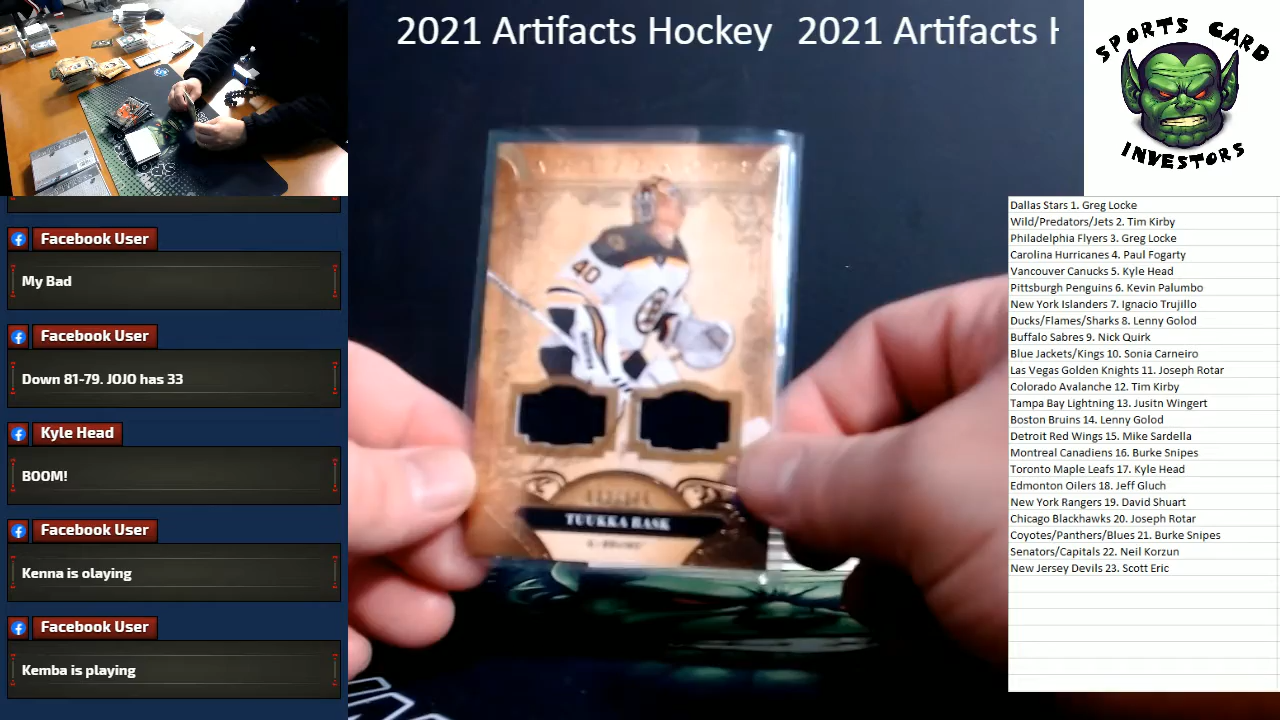 2021 Artifacts Hockey 2021 Artifacts H
SPORTS CARD
INVESTORS
Facebook User
My Bad
Facebook User
Down 81-79. JOJO has 33
Kyle Head
BOOM!
Facebook User
Kenna is olaying
Facebook User
Kemba is playing
40
TUUKKA RASK
Dallas Stars 1. Greg Locke
Wild/Predators/Jets 2. Tim Kirby
Philadelphia Flyers 3. Greg Locke
Carolina Hurricanes 4. Paul Fogarty
Vancouver Canucks 5. Kyle Head
Pittsburgh Penguins 6. Kevin Palumbo
New York Islanders 7. Ignacio Trujillo
Ducks/Flames/Sharks 8. Lenny Golod
Buffalo Sabres 9. Nick Quirk
Blue Jackets/Kings 10. Sonia Carneiro
Las Vegas Golden Knights 11. Joseph Rotar
Colorado Avalanche 12. Tim Kirby
Tampa Bay Lightning 13. Jusitn Wingert
Boston Bruins 14. Lenny Golod
Detroit Red Wings 15. Mike Sardella
Montreal Canadiens 16. Burke Snipes
Toronto Maple Leafs 17. Kyle Head
Edmonton Oilers 18. Jeff Gluch
New York Rangers 19. David Shuart
Chicago Blackhawks 20. Joseph Rotar
Coyotes/Panthers/Blues 21. Burke Snipes
Senators/Capitals 22. Neil Korzun
New Jersey Devils 23. Scott Eric